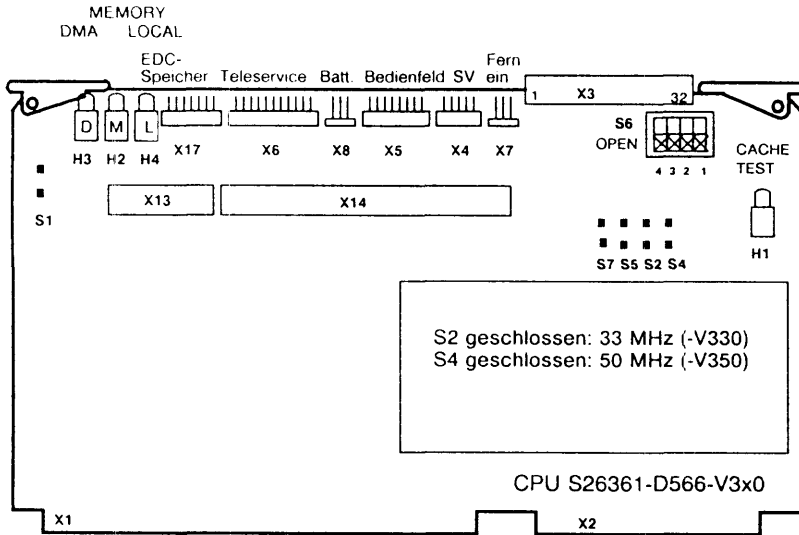 MEMORY
DMA LOCAL
EDC-
Speicher Teleservice Batt. Bedienfeld SV Fern
ein
1 X3 32
D M L
S6
OPEN
H3 H2 H4 X17 X6 X8 X5 X4 X7
4 3 2 1
CACHE
TEST
X13 X14
S1
H1
S7 S5 S2 S4
S2 geschlossen: 33 MHz (-V330)
S4 geschlossen: 50 MHz (-V350)
CPU S26361-D566-V3x0
X1 X2